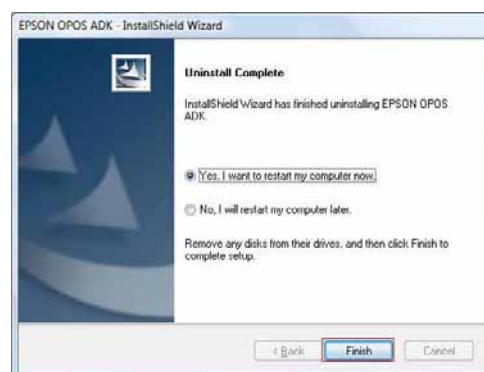 EPSON OPOS ADK - InstallShield Wizard
Uninstall Complete
InstallShield Wizard has finished uninstalling EPSON OPOS
ADK.
Yes, I want to restart my computer now.
No, I will restart my computer later.
Remove any disks from their drives, and then click Finish to
complete setup.
< Back Finish Cancel